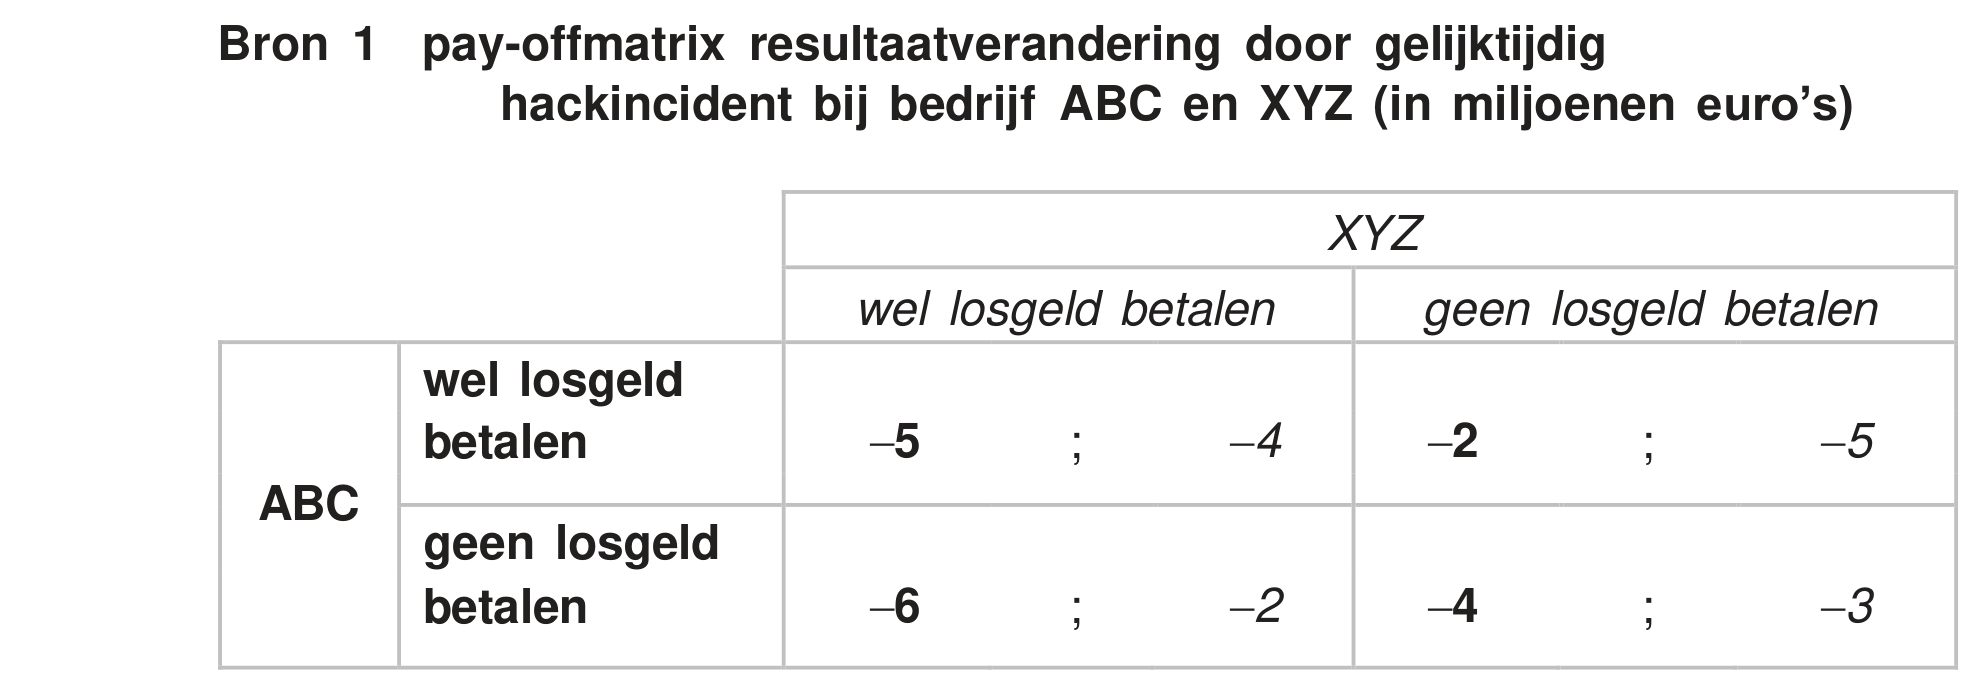 Bron 1 pay-offmatrix resultaatverandering door gelijktijdig
hackincident bij bedrijf ABC en XYZ (in miljoenen euro’s)
XYZ
wel losgeld betalen geen losgeld betalen
ABC
wel losgeld
betalen –5 ; –4 –2 ; –5
geen losgeld
betalen –6 ; –2 –4 ; –3